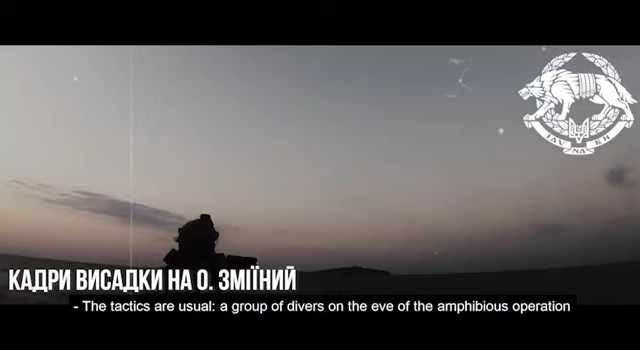 КАДРИ ВИСАДКИ НА О. ЗМІЇНИЙ
- The tactics are usual: a group of divers on the eve of the amphibious operation